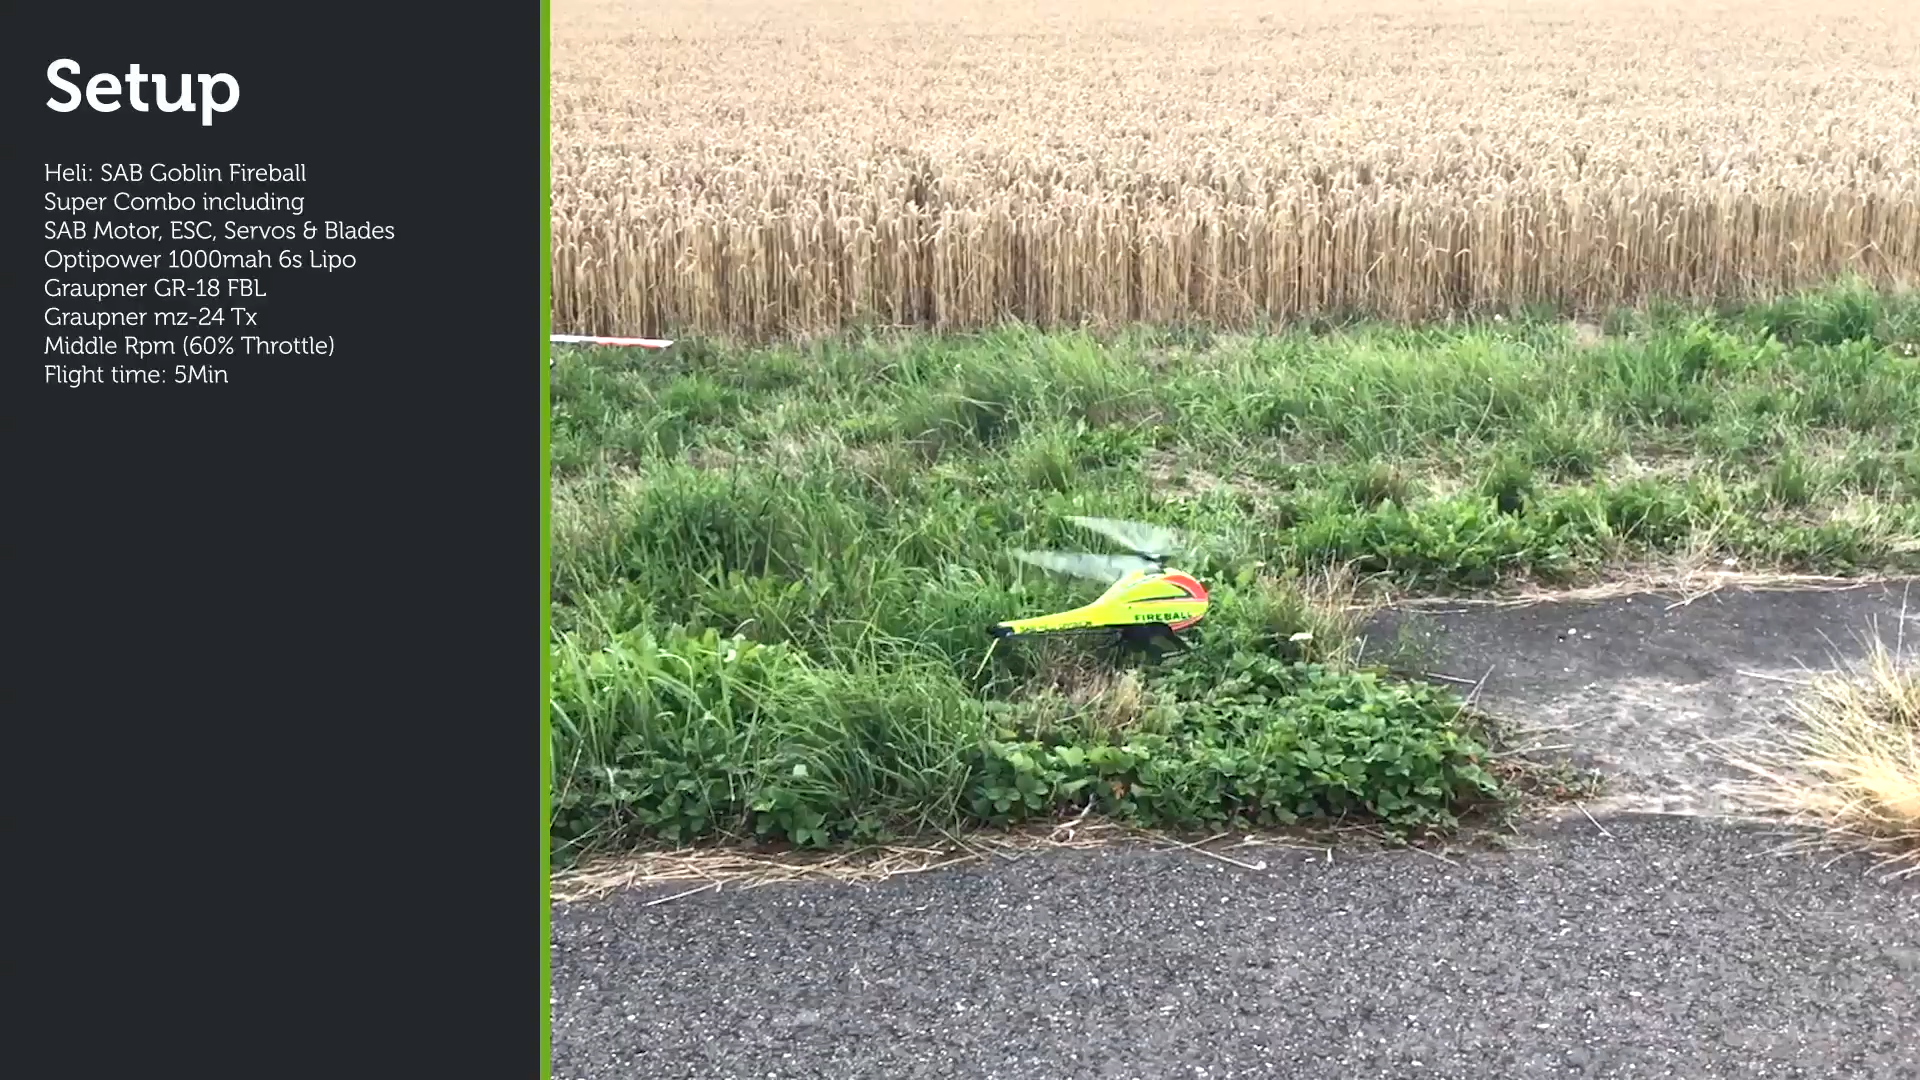 Setup
Heli: SAB Goblin Fireball
Super Combo including
SAB Motor, ESC, Servos & Blades
Optipower 1000mah 6s Lipo
Graupner GR-18 FBL
Graupner mz-24 Tx
Middle Rpm (60% Throttle)
Flight time: 5Min
FIREBALL